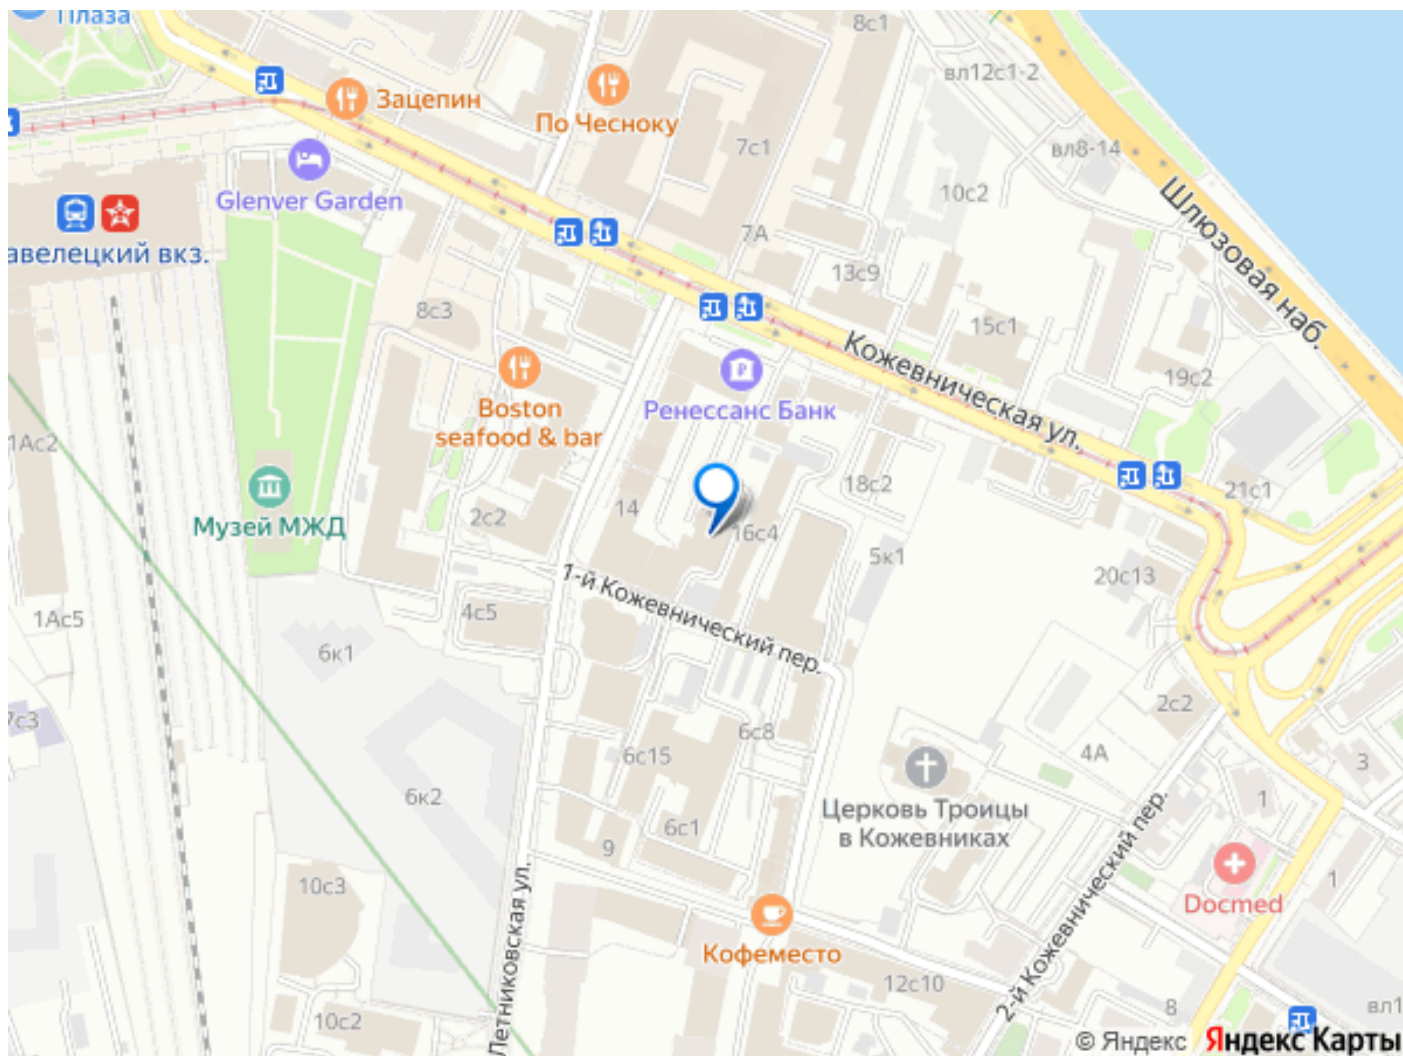 Плаза
8с1
вл12с1-2
Зацепин
По Чесноку
7с1
вл8-14
Glenver Garden
10с2
Шлюзовая наб.
авелецкий вкз.
7А
13с9
8с3
15с1
Кожевническая ул.
19с2
Boston
seafood & bar
Ренессанс Банк
1Ас2
18с2
21с1
Музей МЖД
2с2
14
16с4
5к1
20с13
1-й Кожевнический пер.
1Ас5
4с5
6к1
7с3
2с2
6с8
6с15
4А
3
6к2
Церковь Троицы
в Кожевниках
1
6с1
9
2-й Кожевнический пер.
10с3
Летниковская ул.
1
Docmed
Кофеместо
12с10
8
вл1
10с2
© Яндекс Яндекс Карты